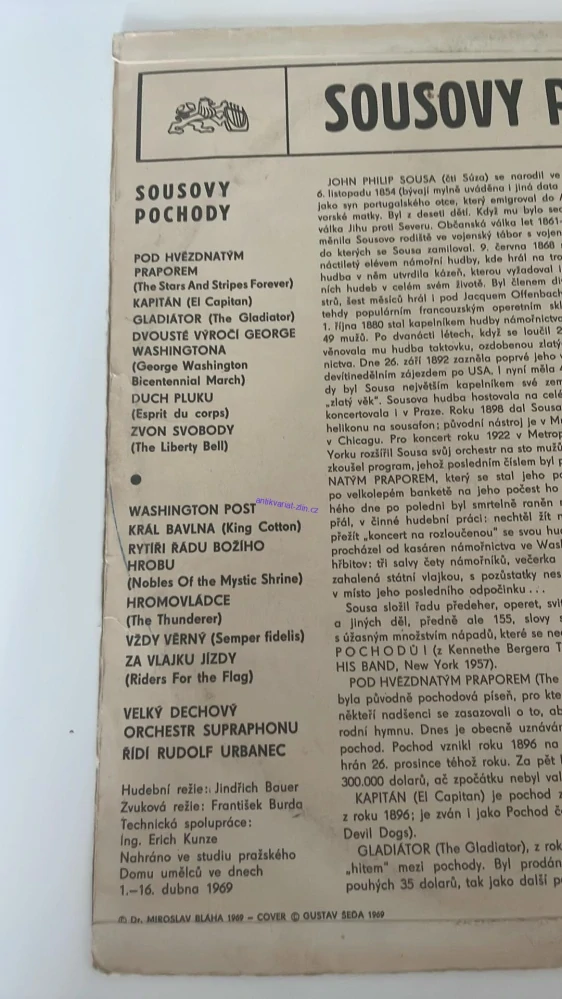 SOUSOVY P
SOUSOVY
POCHODY
POD HVĚZDNATÝM
PRAPOREM
(The Stars And Stripes Forever)
KAPITÁN (El Capitan)
GLADIÁTOR (The Gladiator)
DVOUSTÉ VÝROČÍ GEORGE
WASHINGTONA
(George Washington
Bicentennial March)
DUCH PLUKU
(Esprit du corps)
ZVON SVOBODY
(The Liberty Bell)
WASHINGTON POST
KRÁL BAVLNA (King Cotton)
RYTÍŘI ŘÁDU BOŽÍHO
HROBU
(Nobles Of the Mystic Shrine)
HROMOVLÁDCE
(The Thunderer)
VŽDY VĚRNÝ (Semper fidelis)
ZA VLAJKU JÍZDY
(Riders For the Flag)
VELKÝ DECHOVÝ
ORCHESTR SUPRAPHONU
ŘÍDÍ RUDOLF URBANEC
Hudební režie: Jindřich Bauer
Zvuková režie: František Burda
Technická spolupráce:
Ing. Erich Kunze
Nahráno ve studiu pražského
Domu umělců ve dnech
1.–16. dubna 1969
℗ Dr. MIROSLAV BLÁHA 1969 – COVER © GUSTAV ŠEDA 1969
antikvariat-zlin.cz
JOHN PHILIP SOUSA (čti Súza) se narodil ve
6. listopadu 1854 (bývají mylně uváděna i jiná data
jako syn portugalského otce, který emigroval do
vorské matky. Byl z deseti dětí. Když mu bylo sed
válka Jihu proti Severu. Občanská válka let 1861-
měnila Sousovo rodiště ve vojenský tábor s vojen
do kterých se Sousa zamiloval. 9. června 1868
náctiletý elévem námořní hudby, kde hrál na tro
hudba v něm utvrdila kázeň, kterou vyžadoval i
ních hudeb v celém svém životě. Byl členem di
strů, šest měsíců hrál i pod Jacquem Offenbach
tehdy populárním francouzským operetním skl
1. října 1880 stal kapelníkem hudby námořnictva
49 mužů. Po dvanácti létech, kdy se loučil 2
věnovala mu hudba taktovku, ozdobenou zlatý
nictva. Dne 26. září 1892 zazněla poprvé jeho
devítinedělním zájezdem po USA. I nyní měla
dy byl Sousa největším kapelníkem své zem
„zlatý věk". Sousova hudba hostovala na celé
koncertovala i v Praze. Roku 1898 dal Sousa
helikonu na sousafon; původní nástroj je v M
v Chicagu. Pro koncert roku 1922 v Metrop
Yorku rozšířil Sousa svůj orchestr na sto mužů
zkoušel program, jehož posledním číslem byl p
NATÝM PRAPOREM, který se stal jeho po
po velkolepém banketě na jeho počest ho
hého dne po poledni byl smrtelně raněn
přál, v činné hudební práci: nechtěl žít
přežít „koncert na rozloučenou" se svou hu
procházel od kasáren námořnictva ve Wash
hřbitov: tři salvy čety námořníků, večerka
zahalená státní vlajkou, s pozůstatky nes
v místo jeho posledního odpočinku...
Sousa složil řadu předeher, operet, svi
a jiných děl, předně ale 155, slovy
s úžasným množstvím nápadů, které se ne
POCHODŮ! (z Kennethe Bergera T
HIS BAND, New York 1957).
POD HVĚZDNATÝM PRAPOREM (The
byla původně pochodová píseň, pro kte
někteří nadšenci se zasazovali o to, ab
rodní hymnu. Dnes je obecně uznáván
pochod. Pochod vznikl roku 1896 na
hrán 26. prosince téhož roku. Za pět
300.000 dolarů, ač zpočátku nebyl val
KAPITÁN (El Capitan) je pochod z
z roku 1896; je zván i jako Pochod č
Devil Dogs).
GLADIÁTOR (The Gladiator), z rok
„hitem" mezi pochody. Byl prodán
pouhých 35 dolarů, tak jako další p